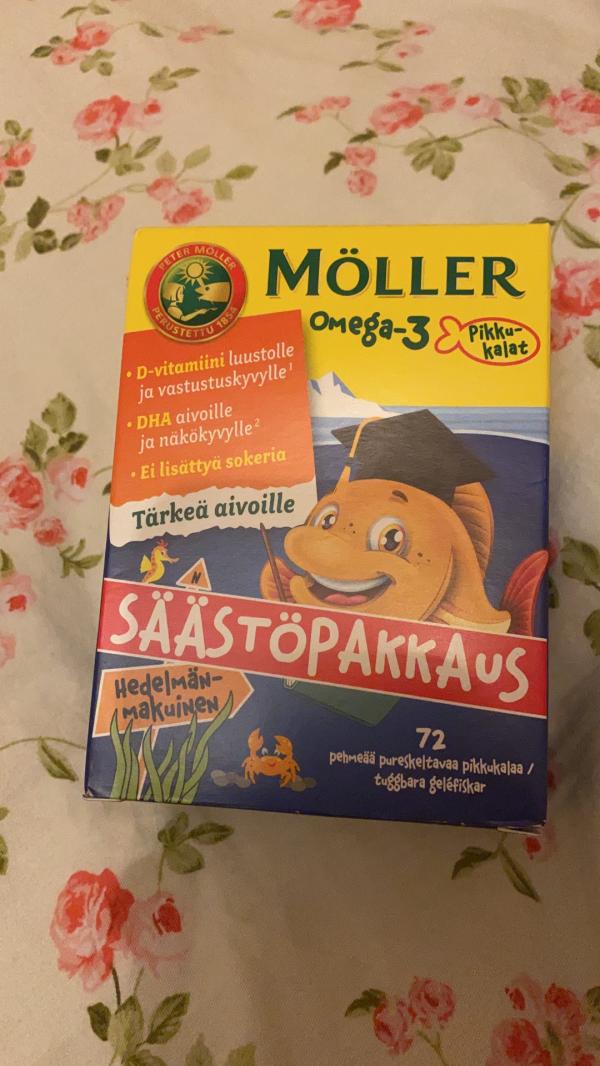 PETER MÖLLER
PERUSTETTU 1854
MÖLLER
Omega-3
Pikku-
kalat
• D-vitamiini luustolle
ja vastustuskyvylle¹
• DHA aivoille
ja näkökyvylle²
• Ei lisättyä sokeria
Tärkeä aivoille
N
SÄÄSTÖPAKKAUS
Hedelmän-
makuinen
72
pehmeää pureskeltavaa pikkukalaa /
tuggbara geléfiskar